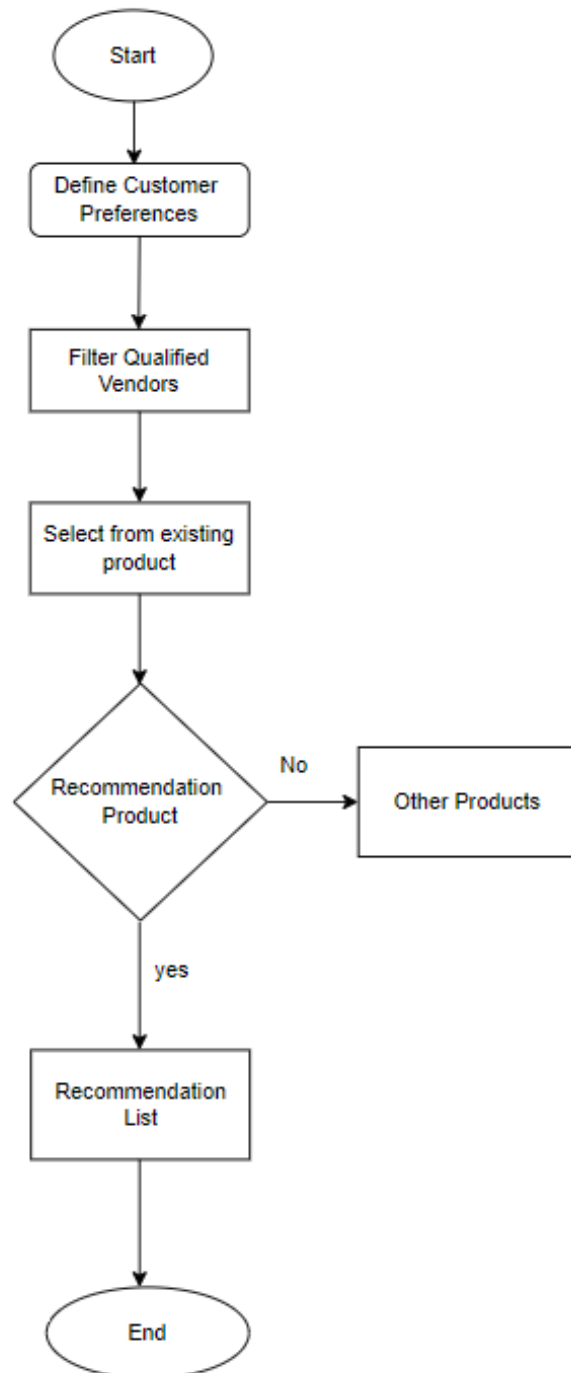 Start
Define Customer
Preferences
Filter Qualified
Vendors
Select from existing
product
Recommendation
Product
No
Other Products
yes
Recommendation
List
End